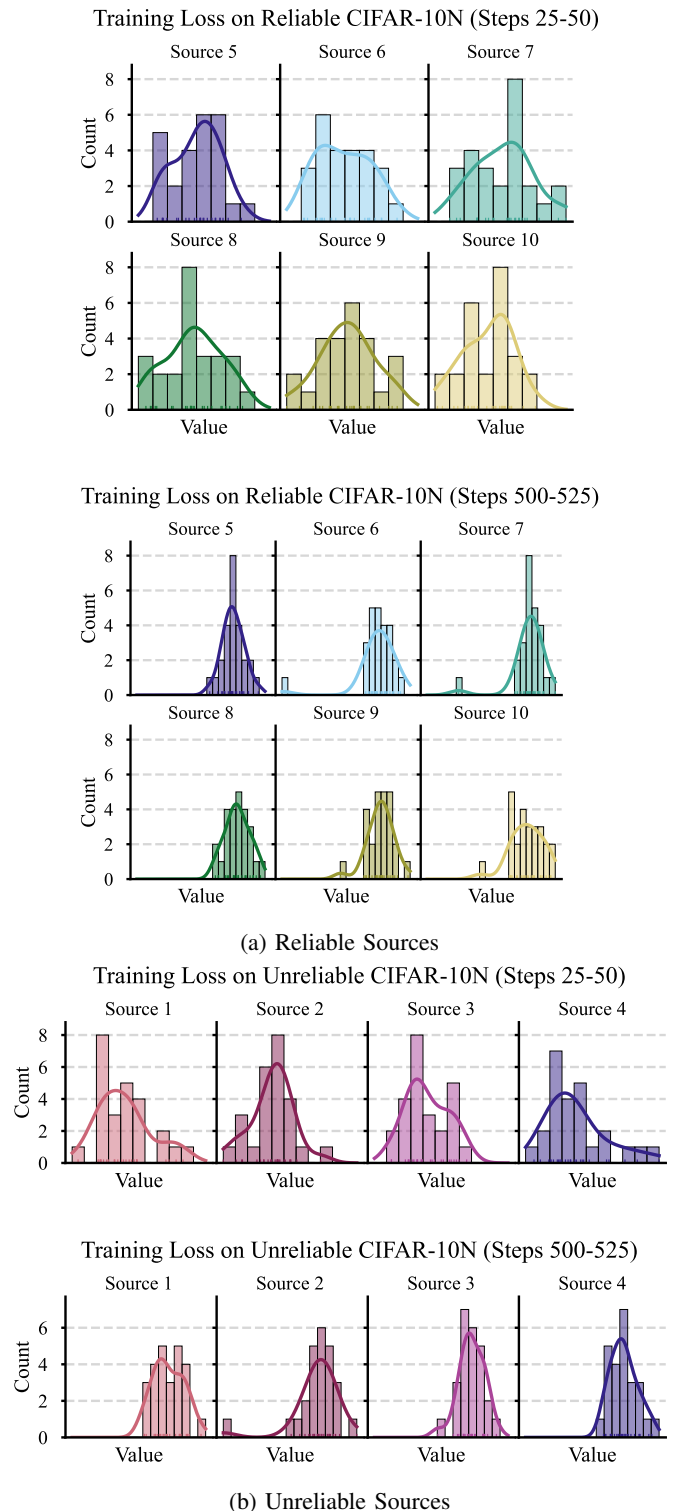 Training Loss on Reliable CIFAR-10N (Steps 25-50)
Source 5 Source 6 Source 7
8
6
4
2
0
Count
Source 8 Source 9 Source 10
8
6
4
2
0
Count
Value Value Value
Training Loss on Reliable CIFAR-10N (Steps 500-525)
Source 5 Source 6 Source 7
8
6
4
2
0
Count
Source 8 Source 9 Source 10
8
6
4
2
0
Count
Value Value Value
(a) Reliable Sources
Training Loss on Unreliable CIFAR-10N (Steps 25-50)
Source 1 Source 2 Source 3 Source 4
8
6
4
2
0
Count
Value Value Value Value
Training Loss on Unreliable CIFAR-10N (Steps 500-525)
Source 1 Source 2 Source 3 Source 4
6
4
2
0
Count
Value Value Value Value
(b) Unreliable Sources